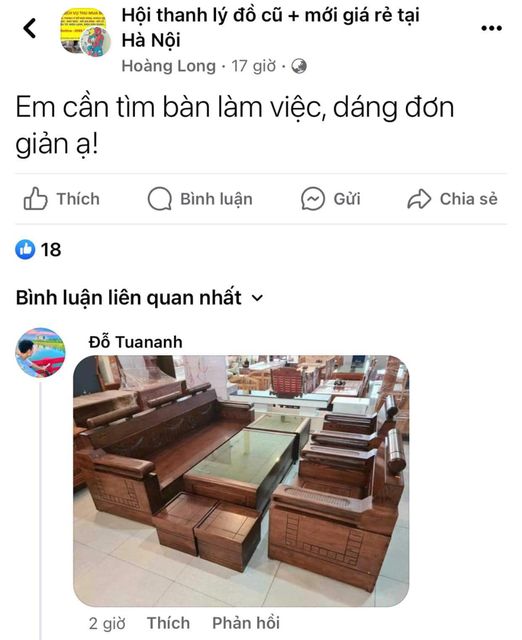 Hội thanh lý đồ cũ + mới giá rẻ tại
Hà Nội
Hoàng Long · 17 giờ ·
Em cần tìm bàn làm việc, dáng đơn
giản ạ!
Thích Bình luận Gửi Chia sẻ
18
Bình luận liên quan nhất
Đỗ Tuananh
2 giờ Thích Phản hồi